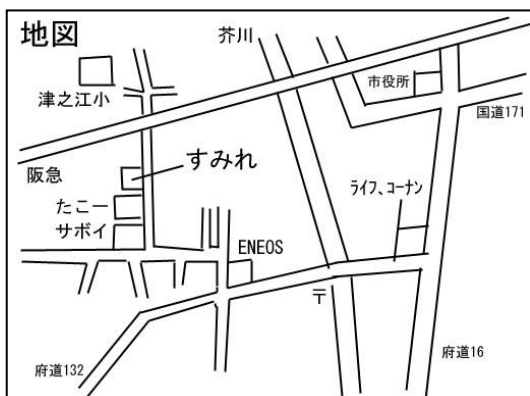 地図
芥川
津之江小
市役所
国道171
阪急
すみれ
ライフ、コーナン
たこー
サボイ
ENEOS
〒
府道132
府道16